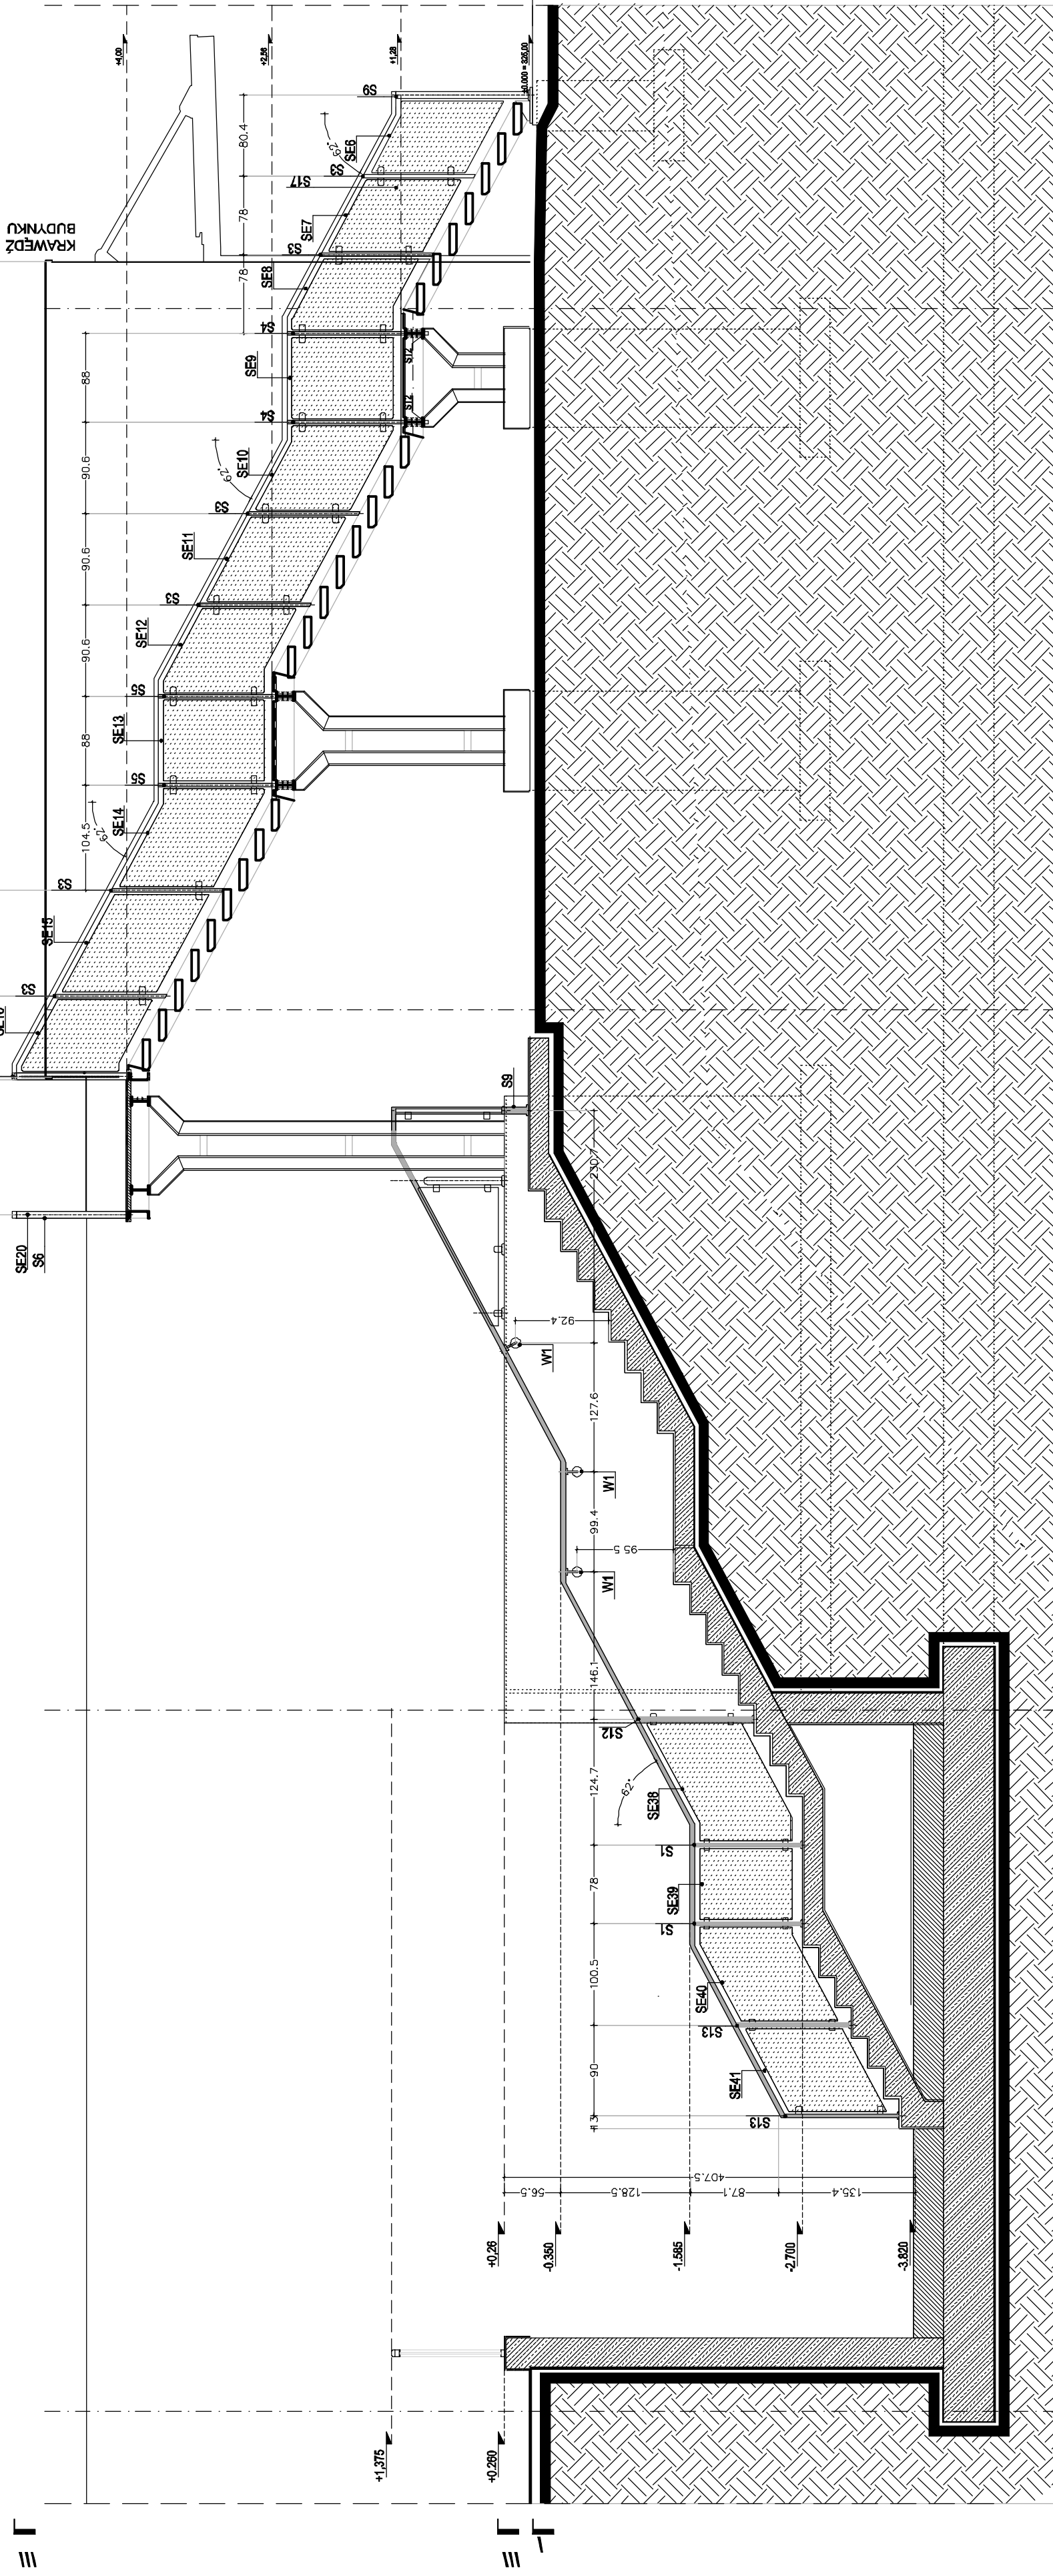 +4,00
+2,56
+1,28
±0.000 = 325,00
KRAWĘDŹ
BUDYNKU
S9
80.4
SE6
S3
S17
78
SE7
S3
78
SE8
S4
88
SE9
S12
S12
S4
90.6
62°
SE10
S3
90.6
SE11
S3
90.6
SE12
S5
88
SE13
S5
104.5
62°
SE14
S3
SE15
S3
SE20
S6
S9
230.7
92.4
W1
127.6
W1
99.4
95.5
W1
146.1
S12
124.7
62°
SE38
S1
78
SE39
S1
100.5
SE40
S13
90
SE41
S13
13
407.5
56.5
128.5
87.1
135.4
+0,26
-0.350
-1.585
-2.700
-3.820
+1,375
+0.260
III
III
I